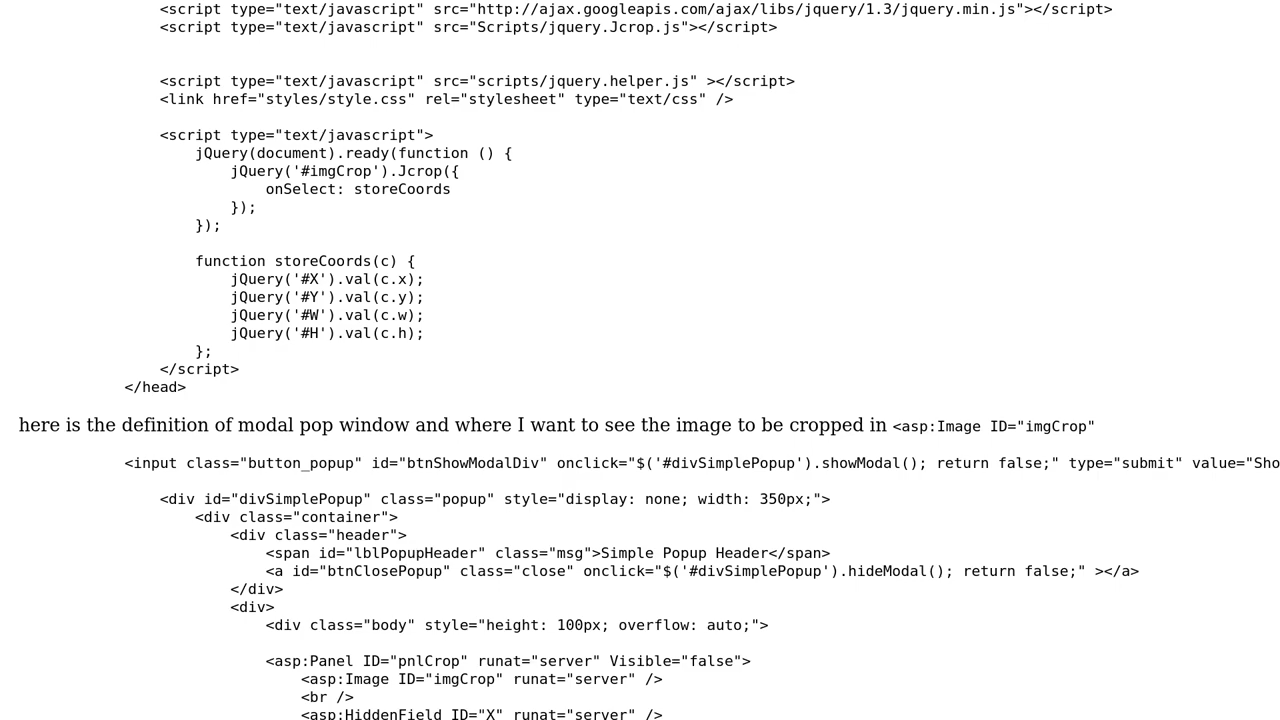 <script type="text/javascript" src="http://ajax.googleapis.com/ajax/libs/jquery/1.3/jquery.min.js"></script>
<script type="text/javascript" src="Scripts/jquery.Jcrop.js"></script>
<script type="text/javascript" src="scripts/jquery.helper.js" ></script>
<link href="styles/style.css" rel="stylesheet" type="text/css" />
<script type="text/javascript">
jQuery(document).ready(function () {
jQuery('#imgCrop').Jcrop({
onSelect: storeCoords
});
});
function storeCoords(c) {
jQuery('#X').val(c.x);
jQuery('#Y').val(c.y);
jQuery('#W').val(c.w);
jQuery('#H').val(c.h);
};
</script>
</head>
here is the definition of modal pop window and where I want to see the image to be cropped in <asp:Image ID="imgCrop"
<input class="button_popup" id="btnShowModalDiv" onclick="$('#divSimplePopup').showModal(); return false;" type="submit" value="Sho
<div id="divSimplePopup" class="popup" style="display: none; width: 350px;">
<div class="container">
<div class="header">
<span id="lblPopupHeader" class="msg">Simple Popup Header</span>
<a id="btnClosePopup" class="close" onclick="$('#divSimplePopup').hideModal(); return false;" ></a>
</div>
<div>
<div class="body" style="height: 100px; overflow: auto;">
<asp:Panel ID="pnlCrop" runat="server" Visible="false">
<asp:Image ID="imgCrop" runat="server" />
<br />
<asp:HiddenField ID="X" runat="server" />